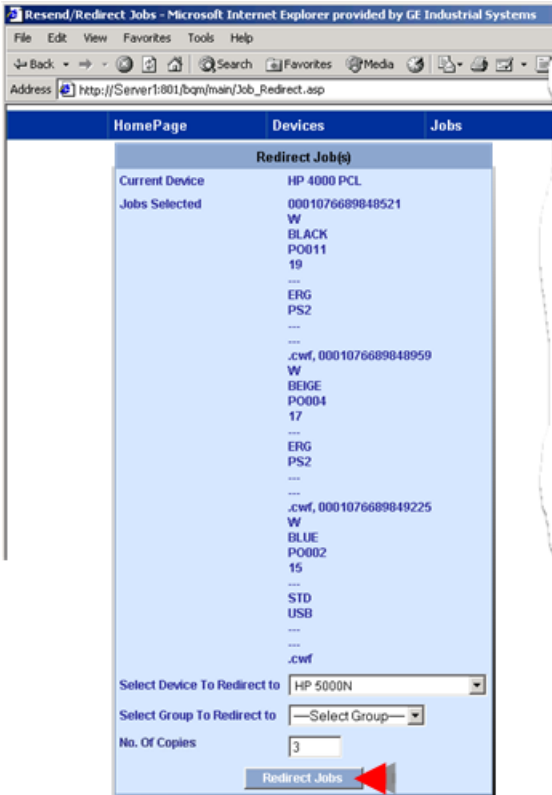 Resend/Redirect Jobs - Microsoft Internet Explorer provided by GE Industrial Systems
File Edit View Favorites Tools Help
Back Search Favorites Media
Address http://Server1:801/bqm/main/Job_Redirect.asp
HomePage Devices Jobs
Redirect Job(s)
Current Device HP 4000 PCL
Jobs Selected 0001076689848521
W
BLACK
PO011
19
---
ERG
PS2
---
---
.cwf, 0001076689848959
W
BEIGE
PO004
17
---
ERG
PS2
---
---
.cwf, 0001076689849225
W
BLUE
PO002
15
---
STD
USB
---
---
.cwf
Select Device To Redirect to HP 5000N
Select Group To Redirect to —Select Group—
No. Of Copies 3
Redirect Jobs